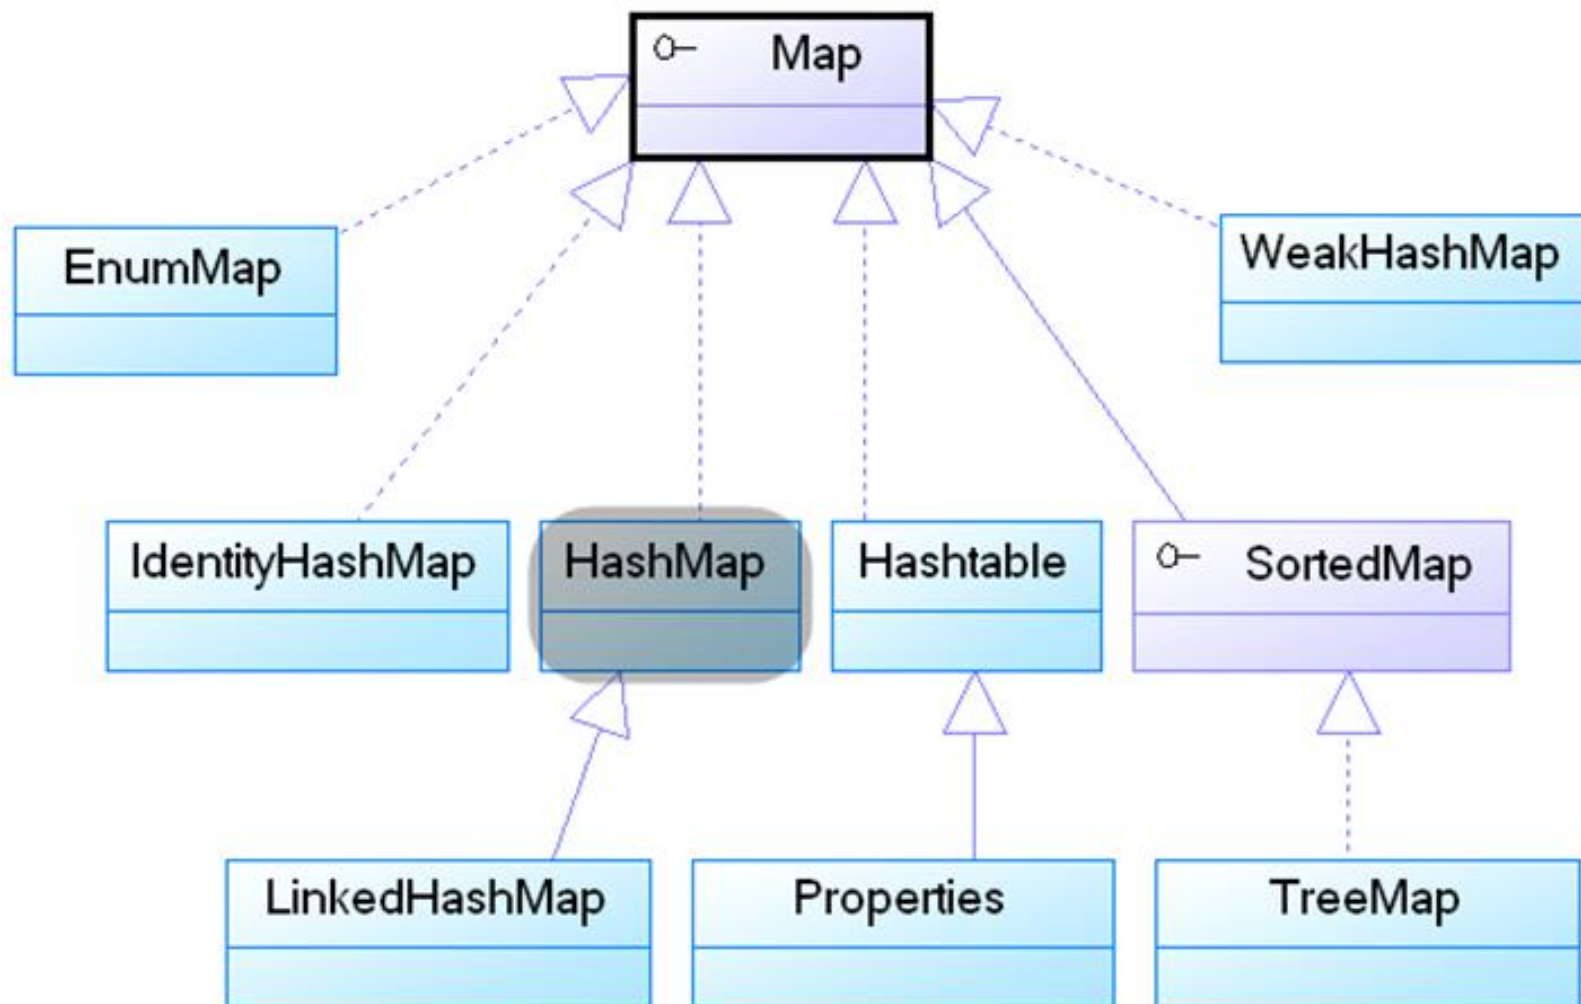 Map
EnumMap
WeakHashMap
IdentityHashMap
HashMap
Hashtable
SortedMap
LinkedHashMap
Properties
TreeMap